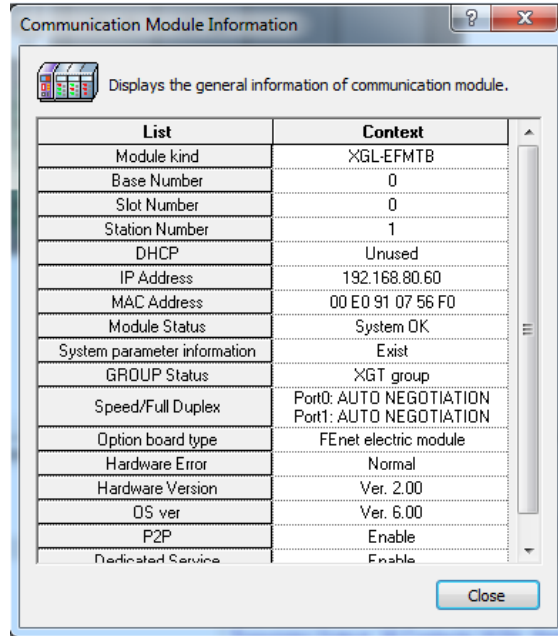 Communication Module Information
Displays the general information of communication module.
List Context
Module kind XGL-EFMTB
Base Number 0
Slot Number 0
Station Number 1
DHCP Unused
IP Address 192.168.80.60
MAC Address 00 E0 91 07 56 F0
Module Status System OK
System parameter information Exist
GROUP Status XGT group
Speed/Full Duplex Port0: AUTO NEGOTIATION
Port1: AUTO NEGOTIATION
Option board type FEnet electric module
Hardware Error Normal
Hardware Version Ver. 2.00
OS ver Ver. 6.00
P2P Enable
Dedicated Service Enable
Close